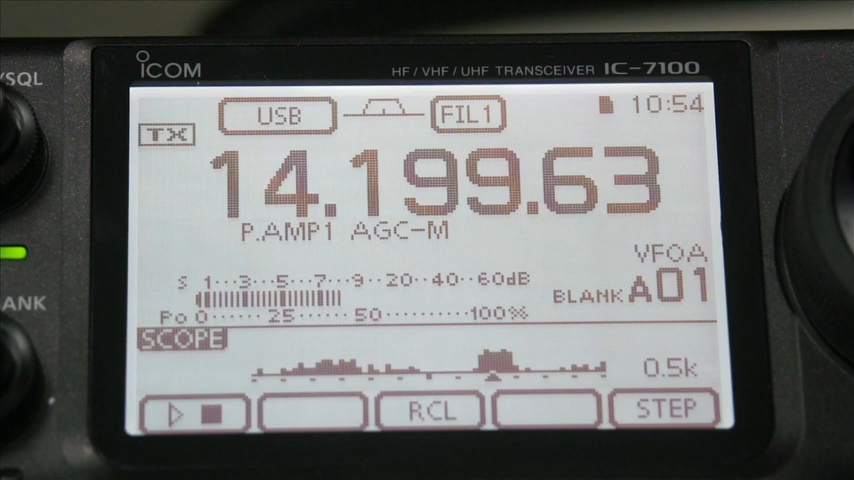 ICOM HF/VHF/UHF TRANSCEIVER IC-7100
/SQL
USB FIL1 10:54
TX
14.199.63
P.AMP1 AGC-M
VFOA
S 1···3···5···7···9··20··40··60dB
BLANK A01
Po 0······25······50··········100%
ANK
SCOPE
0.5k
RCL STEP